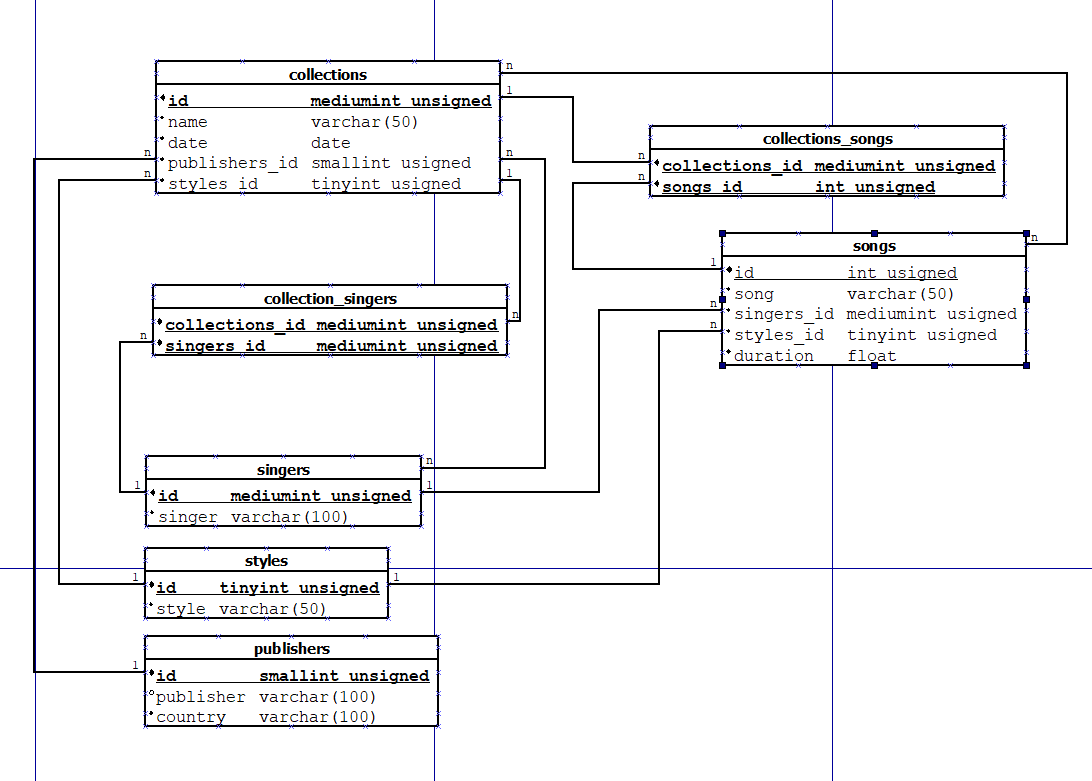 collections
id mediumint unsigned
name varchar(50)
date date
publishers_id smallint usigned
styles_id tinyint usigned
n
1
n
n
n
1
collections_songs
collections_id mediumint unsigned
songs_id int unsigned
n
n
songs
id int usigned
song varchar(50)
singers_id mediumint usigned
styles_id tinyint usigned
duration float
n
1
n
n
collection_singers
collections_id mediumint unsigned
singers_id mediumint unsigned
n
n
singers
id mediumint unsigned
singer varchar(100)
n
1
1
styles
id tinyint unsigned
style varchar(50)
1
1
publishers
id smallint unsigned
publisher varchar(100)
country varchar(100)
1